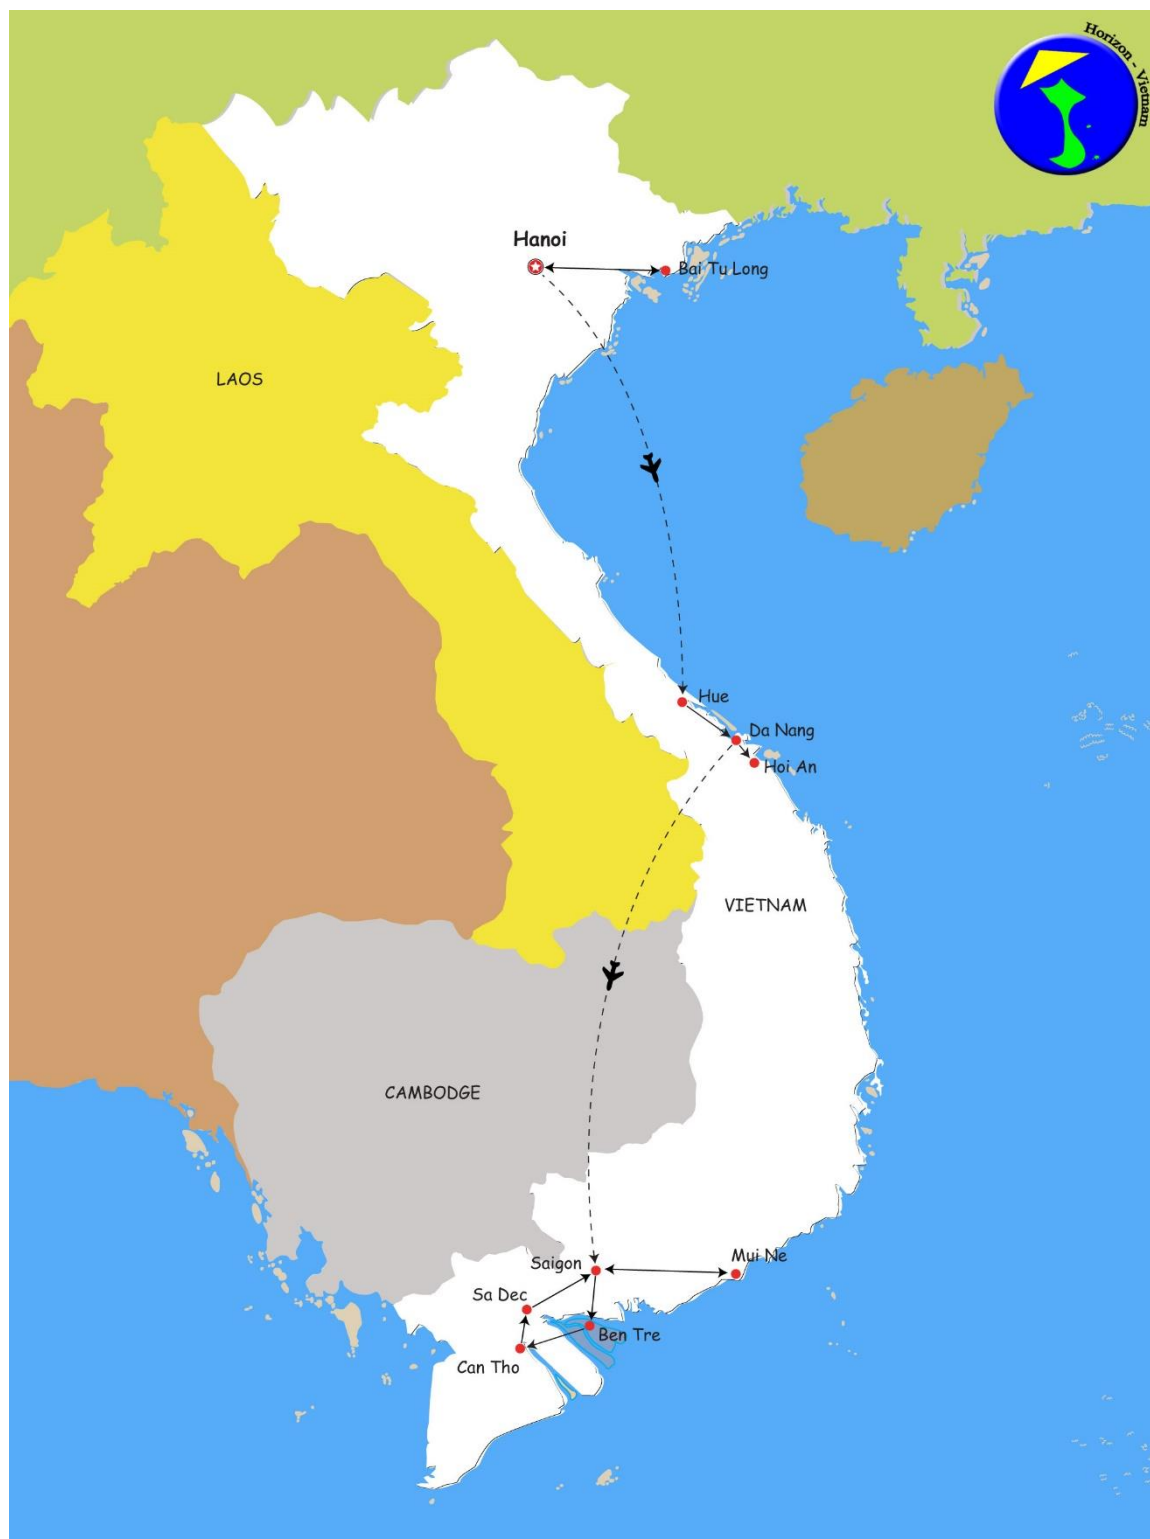 Horizon - Vietnam
Hanoi
Bai Tu Long
LAOS
Hue
Da Nang
Hoi An
VIETNAM
CAMBODGE
Mui Ne
Saigon
Sa Dec
Ben Tre
Can Tho